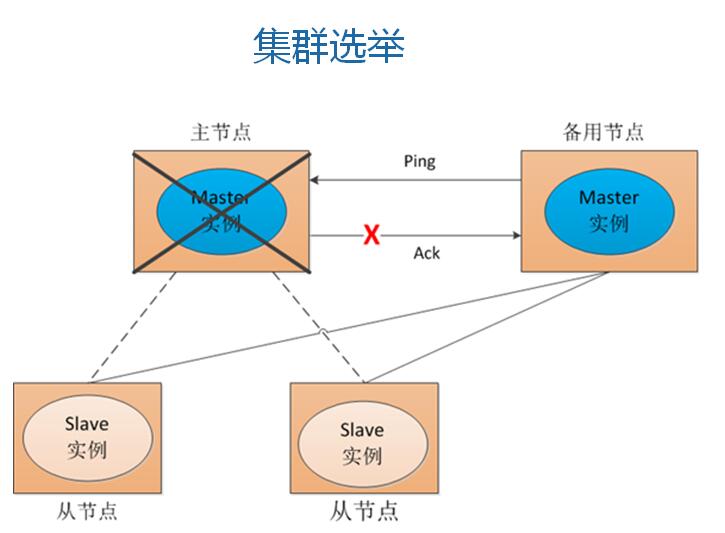 集群选举
主节点
备用节点
Ping
Master
实例
Master
实例
X
Ack
Slave
实例
Slave
实例
从节点
从节点